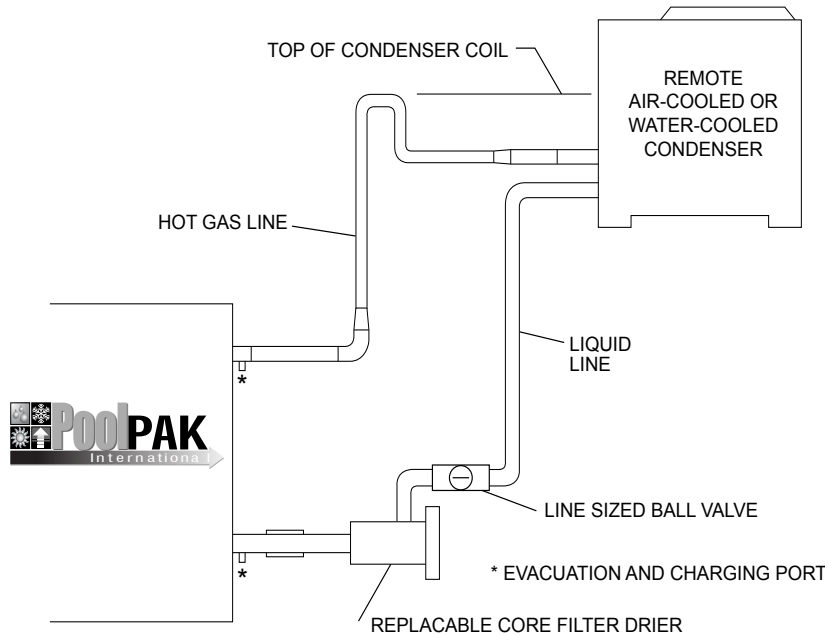 TOP OF CONDENSER COIL
REMOTE
AIR-COOLED OR
WATER-COOLED
CONDENSER
HOT GAS LINE
LIQUID
LINE
*
PoolPAK
International
LINE SIZED BALL VALVE
*
* EVACUATION AND CHARGING PORT
REPLACABLE CORE FILTER DRIER